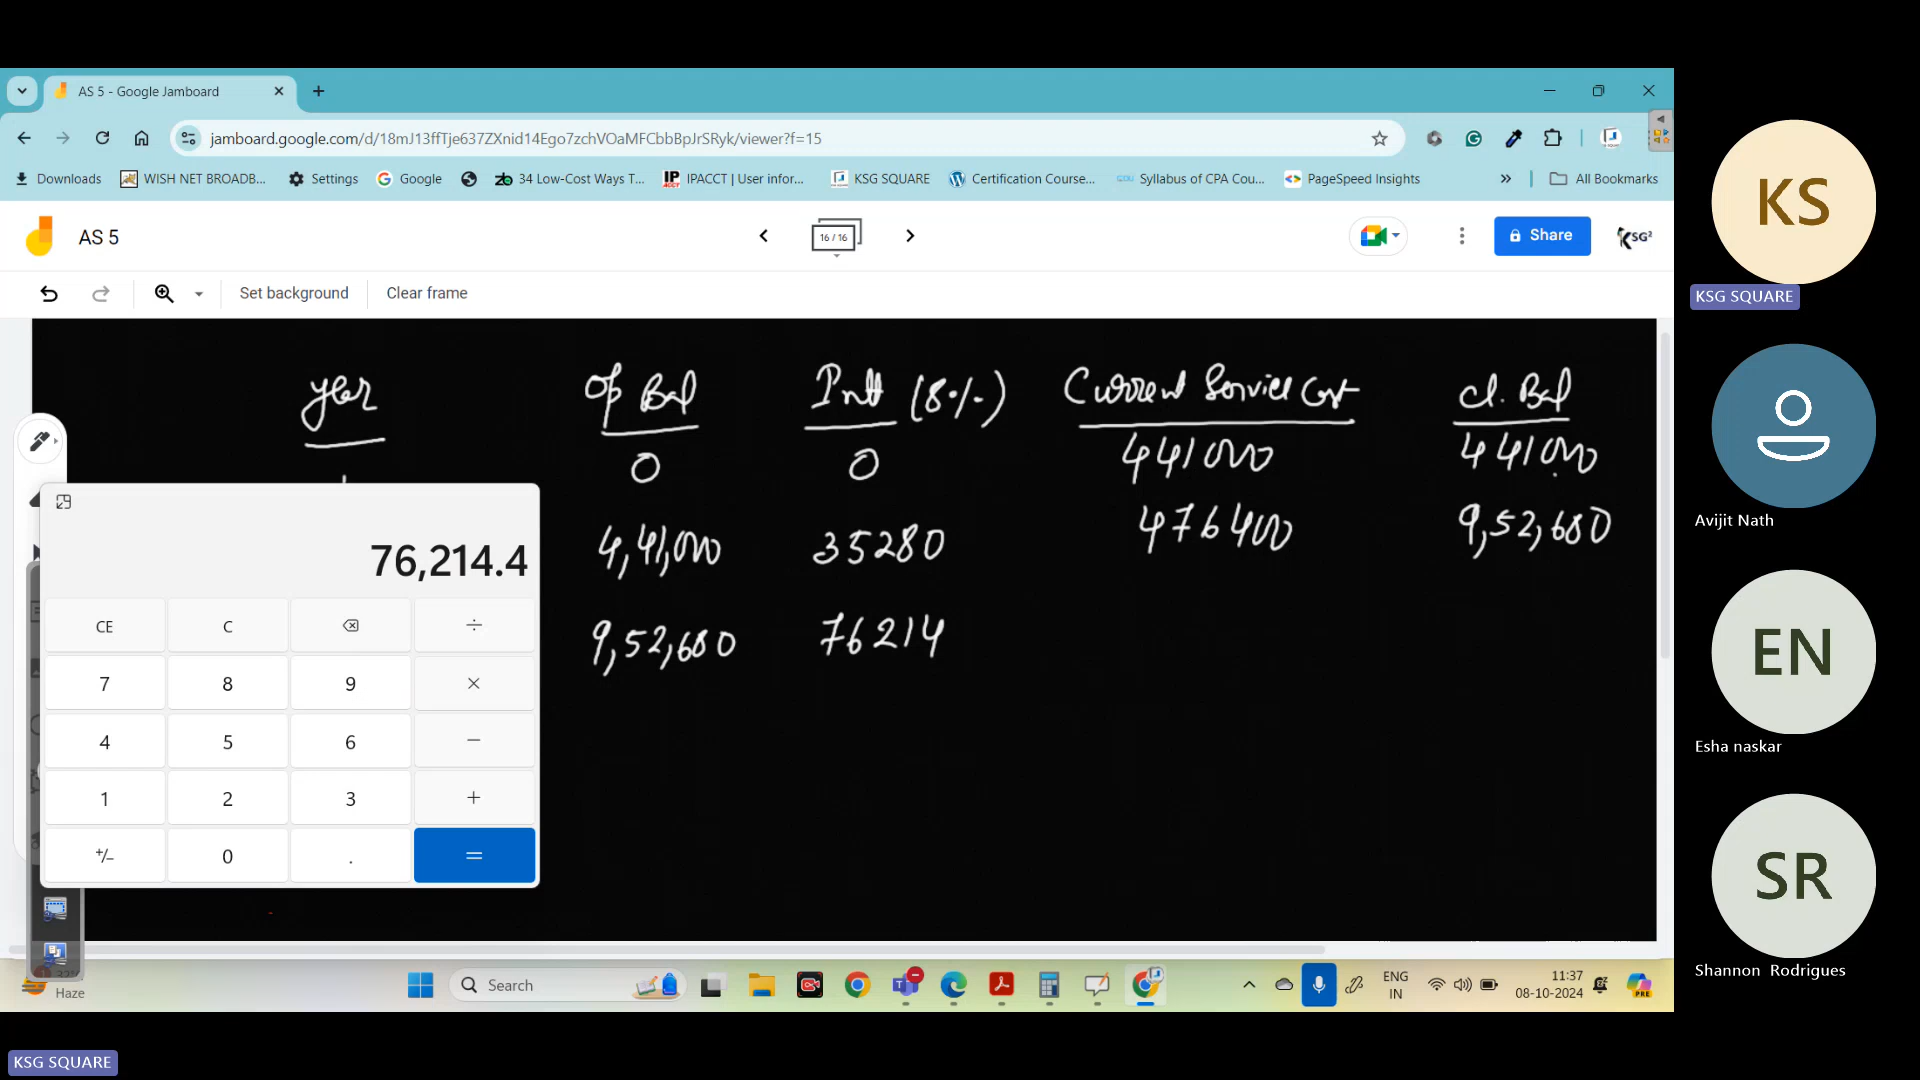 AS 5 - Google Jamboard
jamboard.google.com/d/18mJ13ffTje637ZXnid14Ego7zchVOaMFCbbBpJrSRyk/viewer?f=15
Downloads WISH NET BROADB... Settings Google 34 Low-Cost Ways T... IPACCT | User infor... KSG SQUARE Certification Course... Syllabus of CPA Cou... PageSpeed Insights » All Bookmarks
AS 5 16 / 16 Share KSG²
Set background Clear frame
year Op Bal Intt (8%) Current Service Cost Cl. Bal
0 0 441000 441000
4,41,000 35280 476400 9,52,680
9,52,680 76214
76,214.4
CE C ÷
7 8 9 ×
4 5 6 −
1 2 3 +
+/− 0 . =
Haze
Search
ENG
IN
11:37
08-10-2024
PRE
KS
KSG SQUARE
Avijit Nath
EN
Esha naskar
SR
Shannon Rodrigues
KSG SQUARE